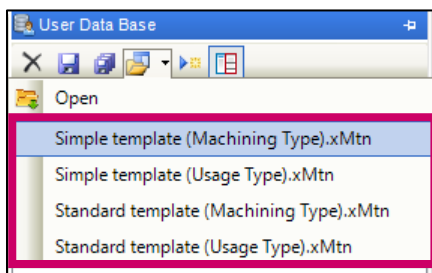 User Data Base
Open
Simple template (Machining Type).xMtn
Simple template (Usage Type).xMtn
Standard template (Machining Type).xMtn
Standard template (Usage Type).xMtn